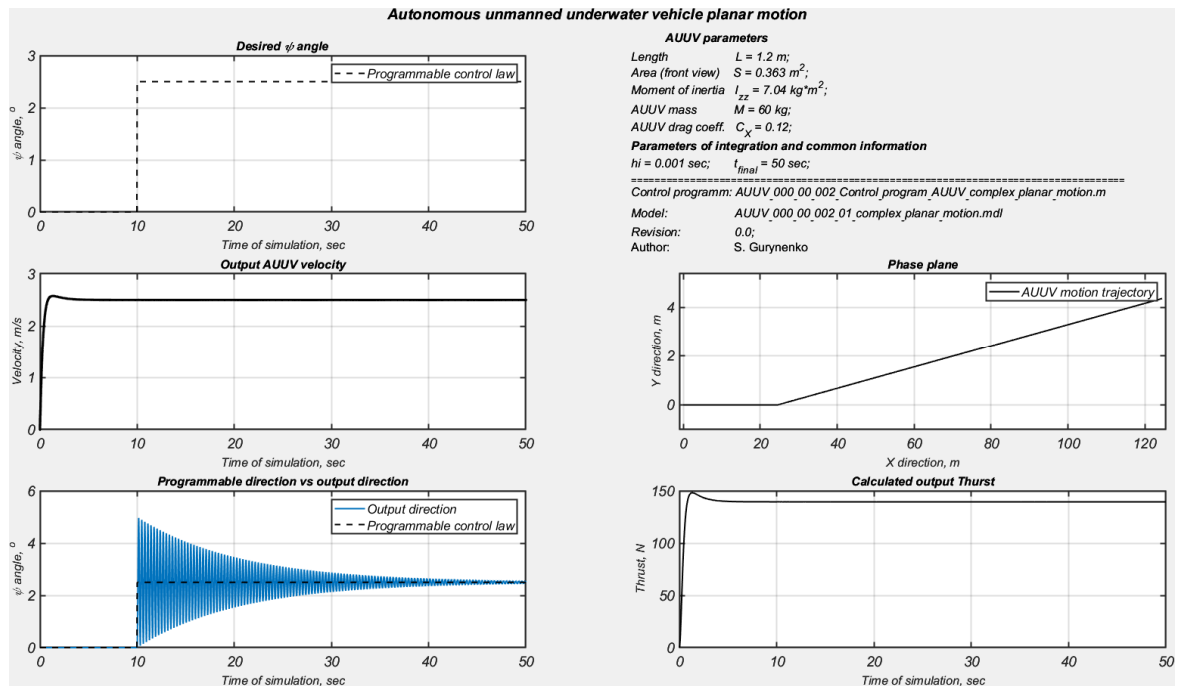 Autonomous unmanned underwater vehicle planar motion
Desired ψ angle
3
2
1
0
ψ angle, °
Programmable control law
0 10 20 30 40 50
Time of simulation, sec
AUUV parameters
Length L = 1.2 m;
Area (front view) S = 0.363 m²;
Moment of inertia I_zz = 7.04 kg*m²;
AUUV mass M = 60 kg;
AUUV drag coeff. C_X = 0.12;
Parameters of integration and common information
hi = 0.001 sec; t_final = 50 sec;
==========================================================================
Control programm: AUUV_000_00_002_Control_program_AUUV_complex_planar_motion.m
Model: AUUV_000_00_002_01_complex_planar_motion.mdl
Revision: 0.0;
Author: S. Gurynenko
Output AUUV velocity
3
2
1
0
Velocity, m/s
0 10 20 30 40 50
Time of simulation, sec
Phase plane
4
2
0
Y direction, m
AUUV motion trajectory
0 20 40 60 80 100 120
X direction, m
Programmable direction vs output direction
6
4
2
0
ψ angle, °
Output direction
Programmable control law
0 10 20 30 40 50
Time of simulation, sec
Calculated output Thurst
150
100
50
0
Thrust, N
0 10 20 30 40 50
Time of simulation, sec